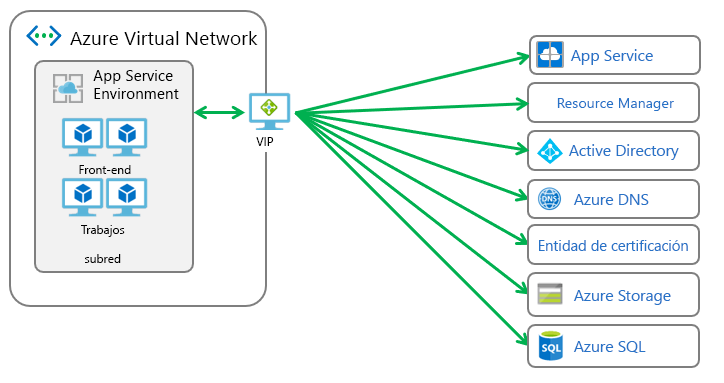 Azure Virtual Network
App Service
Environment
Front-end
Trabajos
subred
VIP
App Service
Resource Manager
Active Directory
DNS
Azure DNS
Entidad de certificación
Azure Storage
SQL
Azure SQL